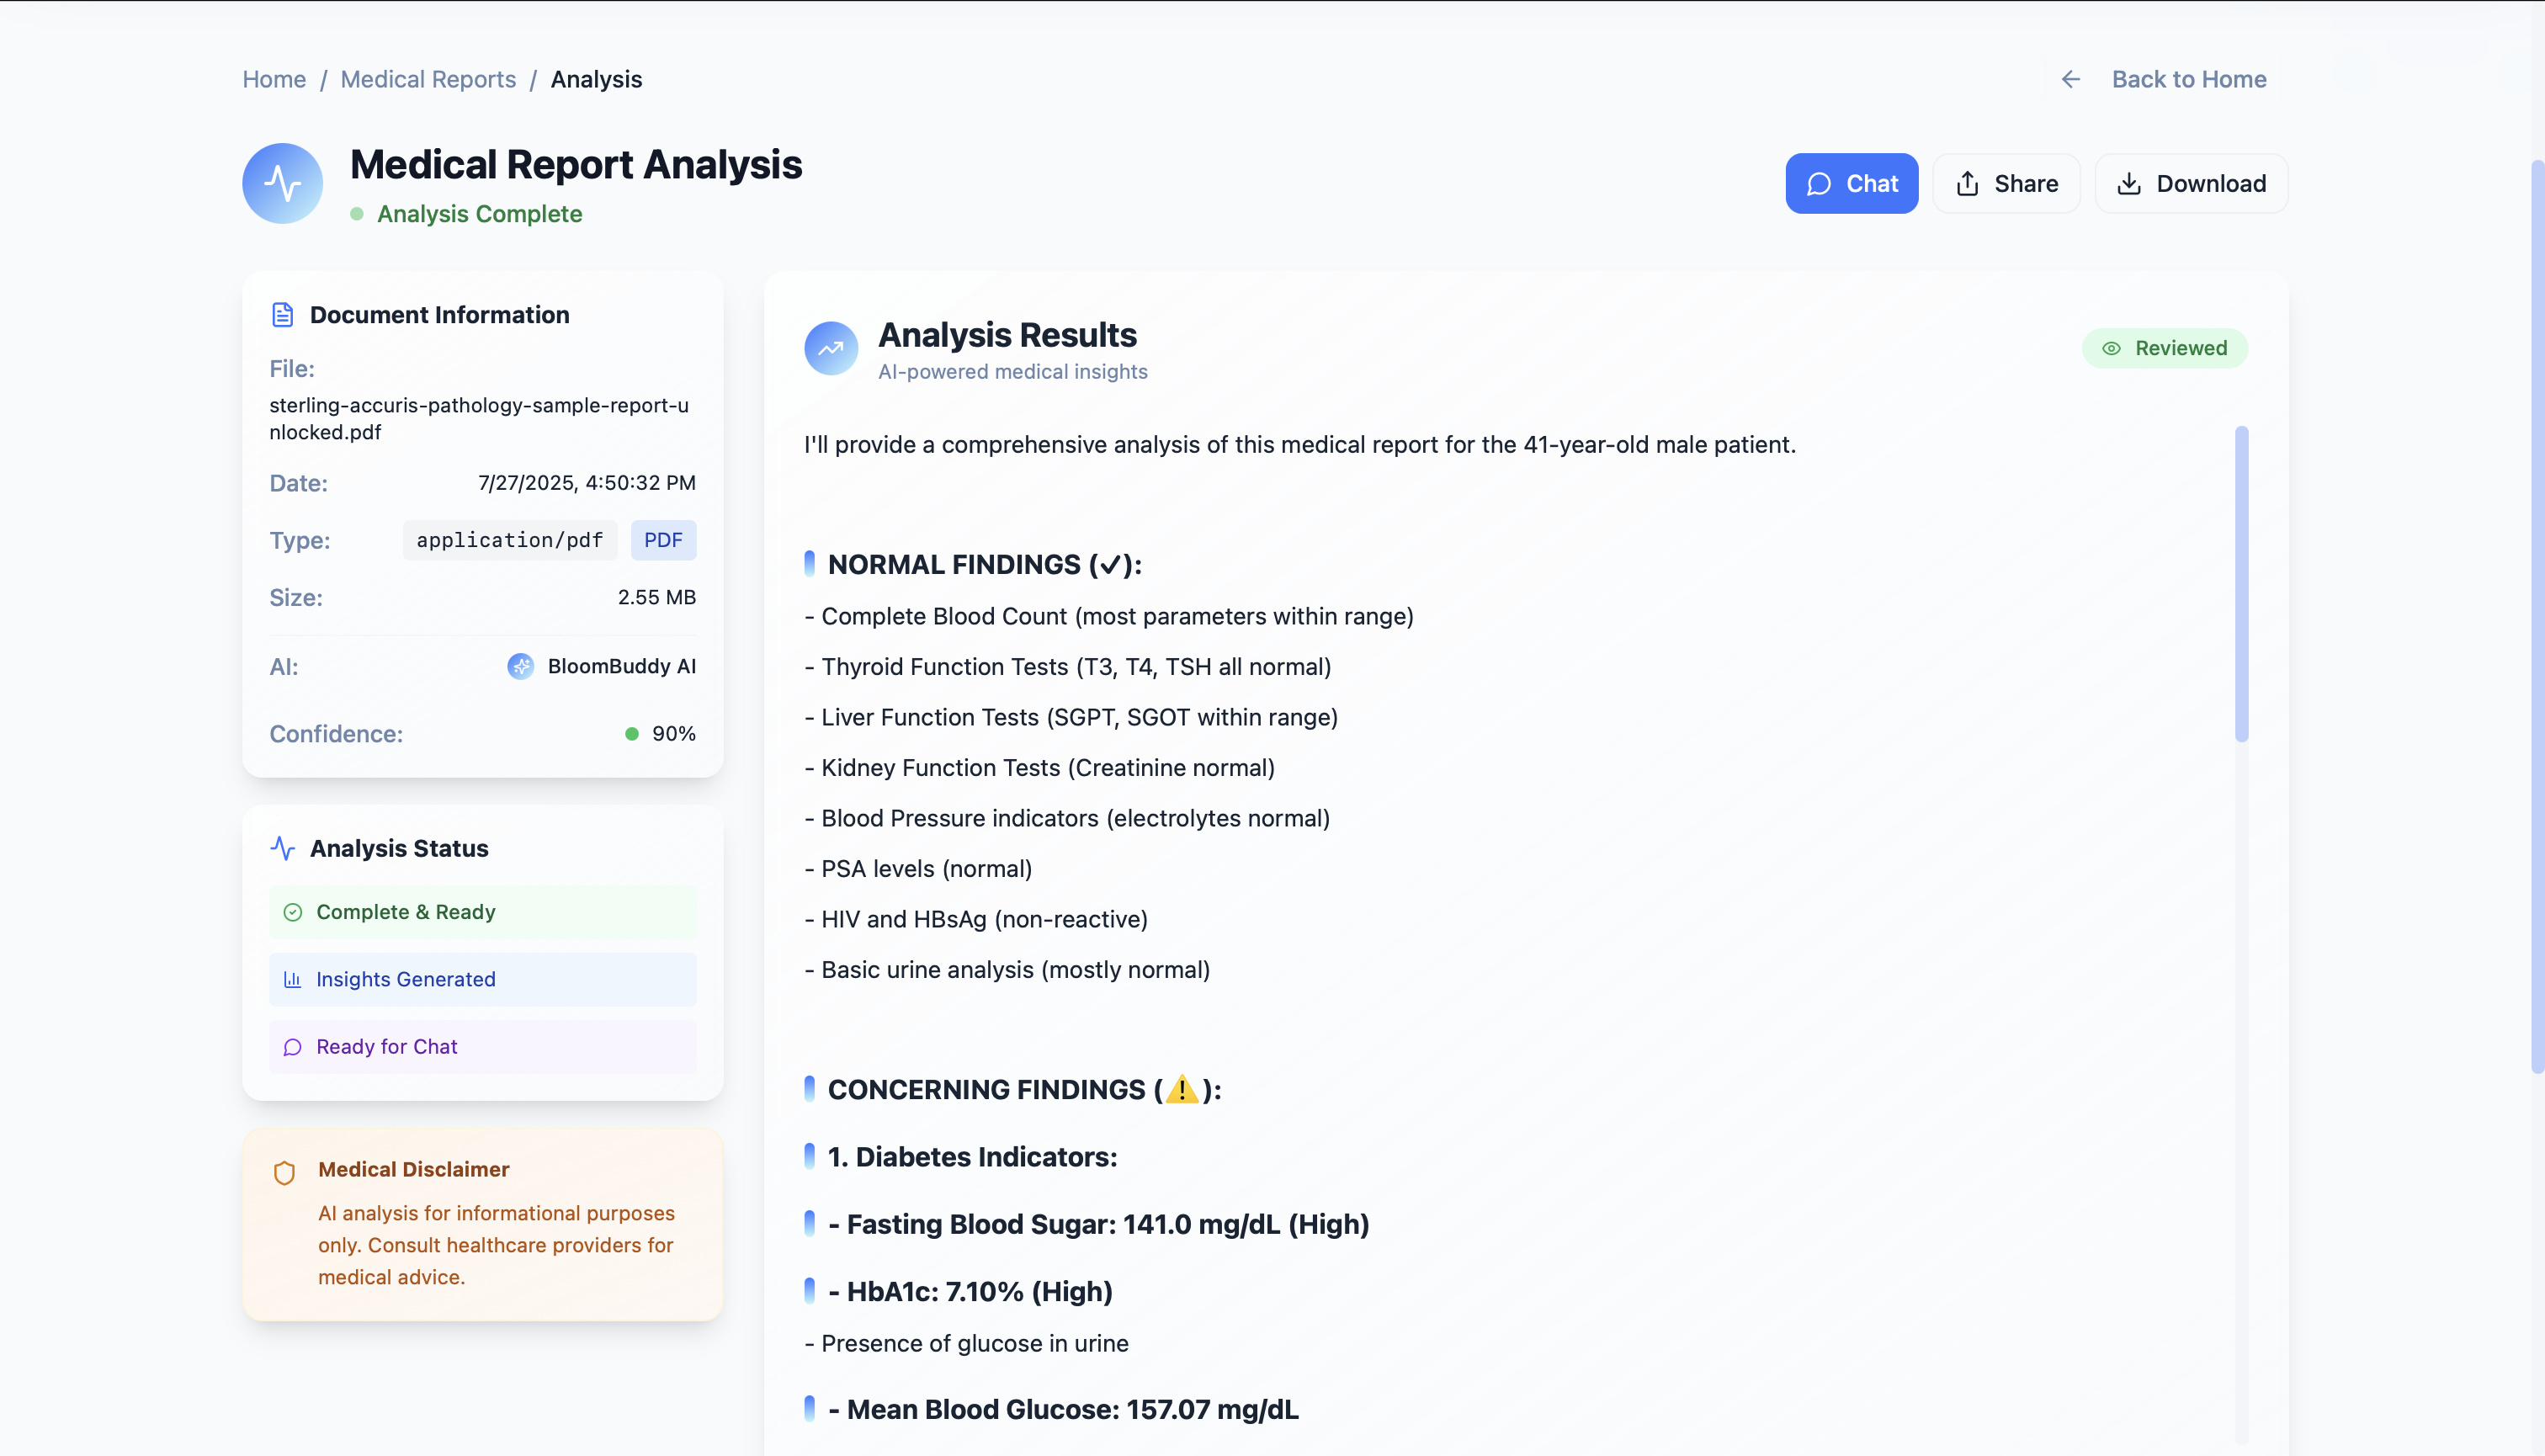 Home / Medical Reports / Analysis
Back to Home
Medical Report Analysis
Analysis Complete
Chat
Share
Download
Document Information
File:
sterling-accuris-pathology-sample-report-u
nlocked.pdf
Date: 7/27/2025, 4:50:32 PM
Type: application/pdf PDF
Size: 2.55 MB
AI: BloomBuddy AI
Confidence: 90%
Analysis Status
Complete & Ready
Insights Generated
Ready for Chat
Medical Disclaimer
AI analysis for informational purposes
only. Consult healthcare providers for
medical advice.
Analysis Results
AI-powered medical insights
Reviewed
I'll provide a comprehensive analysis of this medical report for the 41-year-old male patient.
NORMAL FINDINGS (✓):
- Complete Blood Count (most parameters within range)
- Thyroid Function Tests (T3, T4, TSH all normal)
- Liver Function Tests (SGPT, SGOT within range)
- Kidney Function Tests (Creatinine normal)
- Blood Pressure indicators (electrolytes normal)
- PSA levels (normal)
- HIV and HBsAg (non-reactive)
- Basic urine analysis (mostly normal)
CONCERNING FINDINGS (⚠️):
1. Diabetes Indicators:
- Fasting Blood Sugar: 141.0 mg/dL (High)
- HbA1c: 7.10% (High)
- Presence of glucose in urine
- Mean Blood Glucose: 157.07 mg/dL